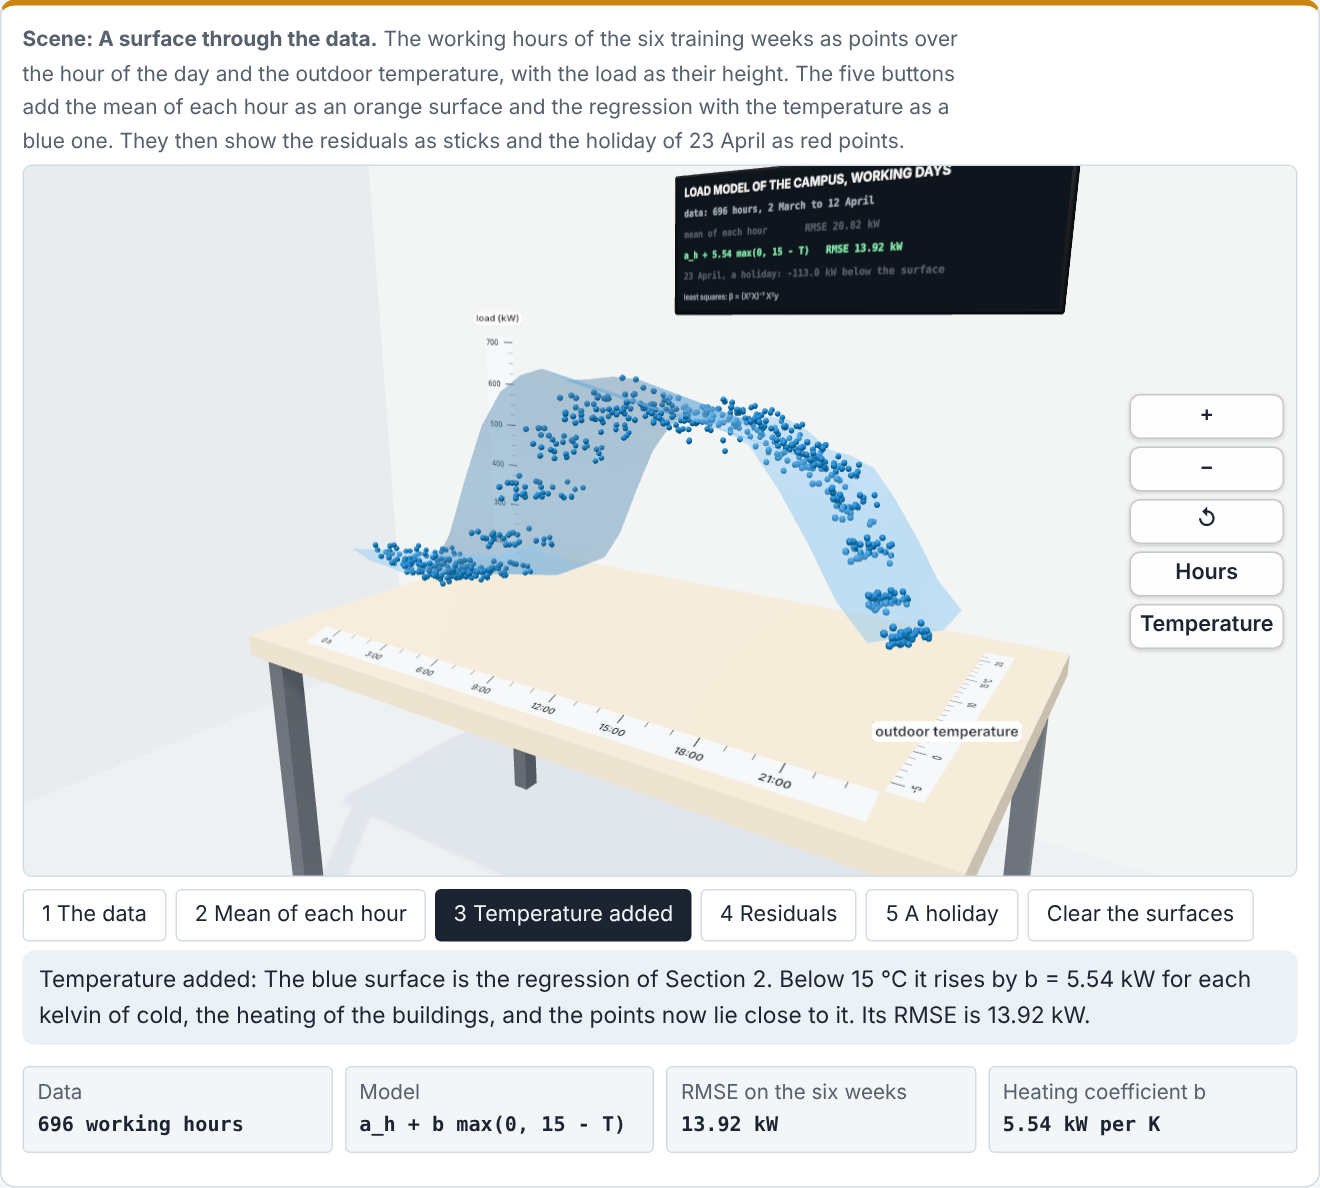 Scene: A surface through the data. The working hours of the six training weeks as points over
the hour of the day and the outdoor temperature, with the load as their height. The five buttons
add the mean of each hour as an orange surface and the regression with the temperature as a
blue one. They then show the residuals as sticks and the holiday of 23 April as red points.
LOAD MODEL OF THE CAMPUS, WORKING DAYS
data: 696 hours, 2 March to 12 April
mean of each hour RMSE 20.82 kW
a_h + 5.54 max(0, 15 - T) RMSE 13.92 kW
23 April, a holiday: -113.0 kW below the surface
least squares: β = (XᵀX)⁻¹ Xᵀy
load (kW)
700
600
500
400
300
0 h
3:00
6:00
9:00
12:00
15:00
18:00
21:00
outdoor temperature
10
0
-5
+
−
Hours
Temperature
1 The data
2 Mean of each hour
3 Temperature added
4 Residuals
5 A holiday
Clear the surfaces
Temperature added: The blue surface is the regression of Section 2. Below 15 °C it rises by b = 5.54 kW for each
kelvin of cold, the heating of the buildings, and the points now lie close to it. Its RMSE is 13.92 kW.
Data
696 working hours
Model
a_h + b max(0, 15 - T)
RMSE on the six weeks
13.92 kW
Heating coefficient b
5.54 kW per K